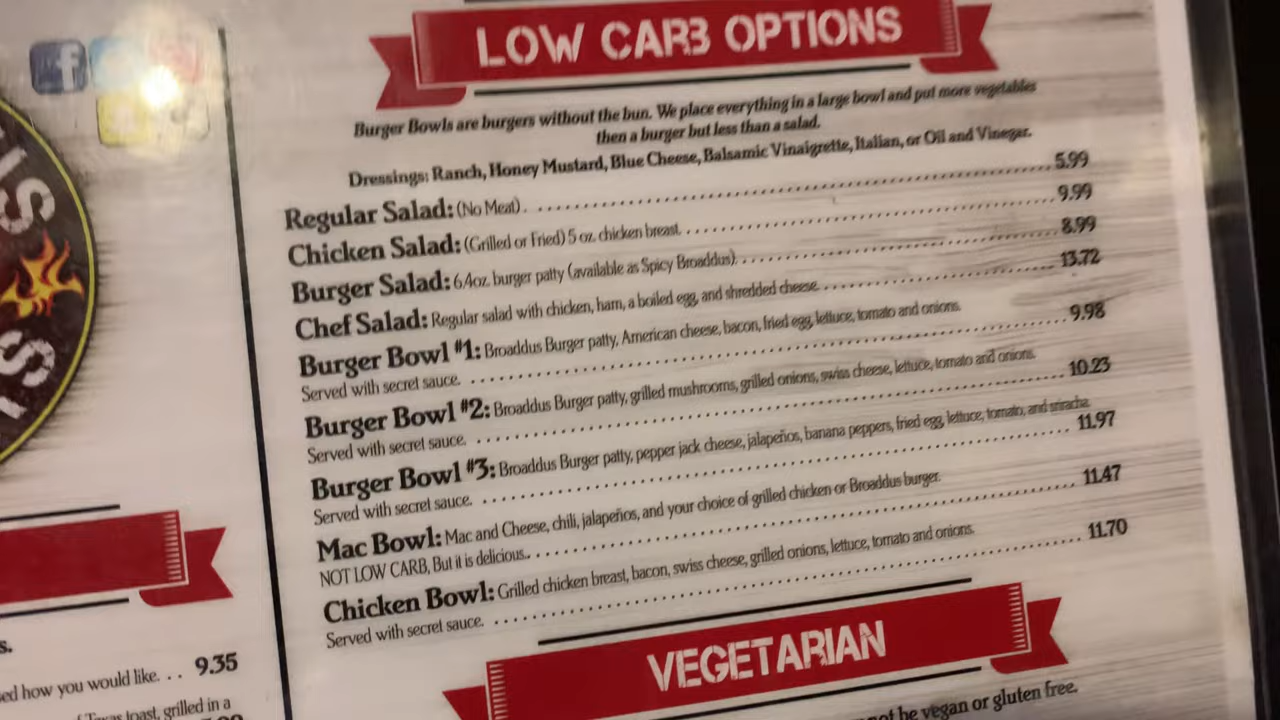 f
LOW CARB OPTIONS
Burger Bowls are burgers without the bun. We place everything in a large bowl and put more vegetables
then a burger but less than a salad.
Dressings: Ranch, Honey Mustard, Blue Cheese, Balsamic Vinaigrette, Italian, or Oil and Vinegar.
Regular Salad: (No Meat) . . . . . . . . . . 5.99
Chicken Salad: (Grilled or Fried) 5 oz. chicken breast. . . . . . . . . . 9.99
Burger Salad: 6.4oz. burger patty (available as Spicy Broaddus). . . . . . . . . . 8.99
Chef Salad: Regular salad with chicken, ham, a boiled egg, and shredded cheese. . . . . . . . . . 13.72
Burger Bowl #1: Broaddus Burger patty, American cheese, bacon, fried egg, lettuce, tomato and onions.
Served with secret sauce. . . . . . . . . . 9.98
Burger Bowl #2: Broaddus Burger patty, grilled mushrooms, grilled onions, swiss cheese, lettuce, tomato and onions.
Served with secret sauce. . . . . . . . . . 10.23
Burger Bowl #3: Broaddus Burger patty, pepper jack cheese, jalapeños, banana peppers, fried egg, lettuce, tomato, and sriracha.
Served with secret sauce. . . . . . . . . . 11.97
Mac Bowl: Mac and Cheese, chili, jalapeños, and your choice of grilled chicken or Broaddus burger.
NOT LOW CARB, But it is delicious. . . . . . . . . . 11.47
Chicken Bowl: Grilled chicken breast, bacon, swiss cheese, grilled onions, lettuce, tomato and onions.
Served with secret sauce. . . . . . . . . . 11.70
VEGETARIAN
be vegan or gluten free.
s.
ed how you would like. . . 9.35
toast, grilled in a